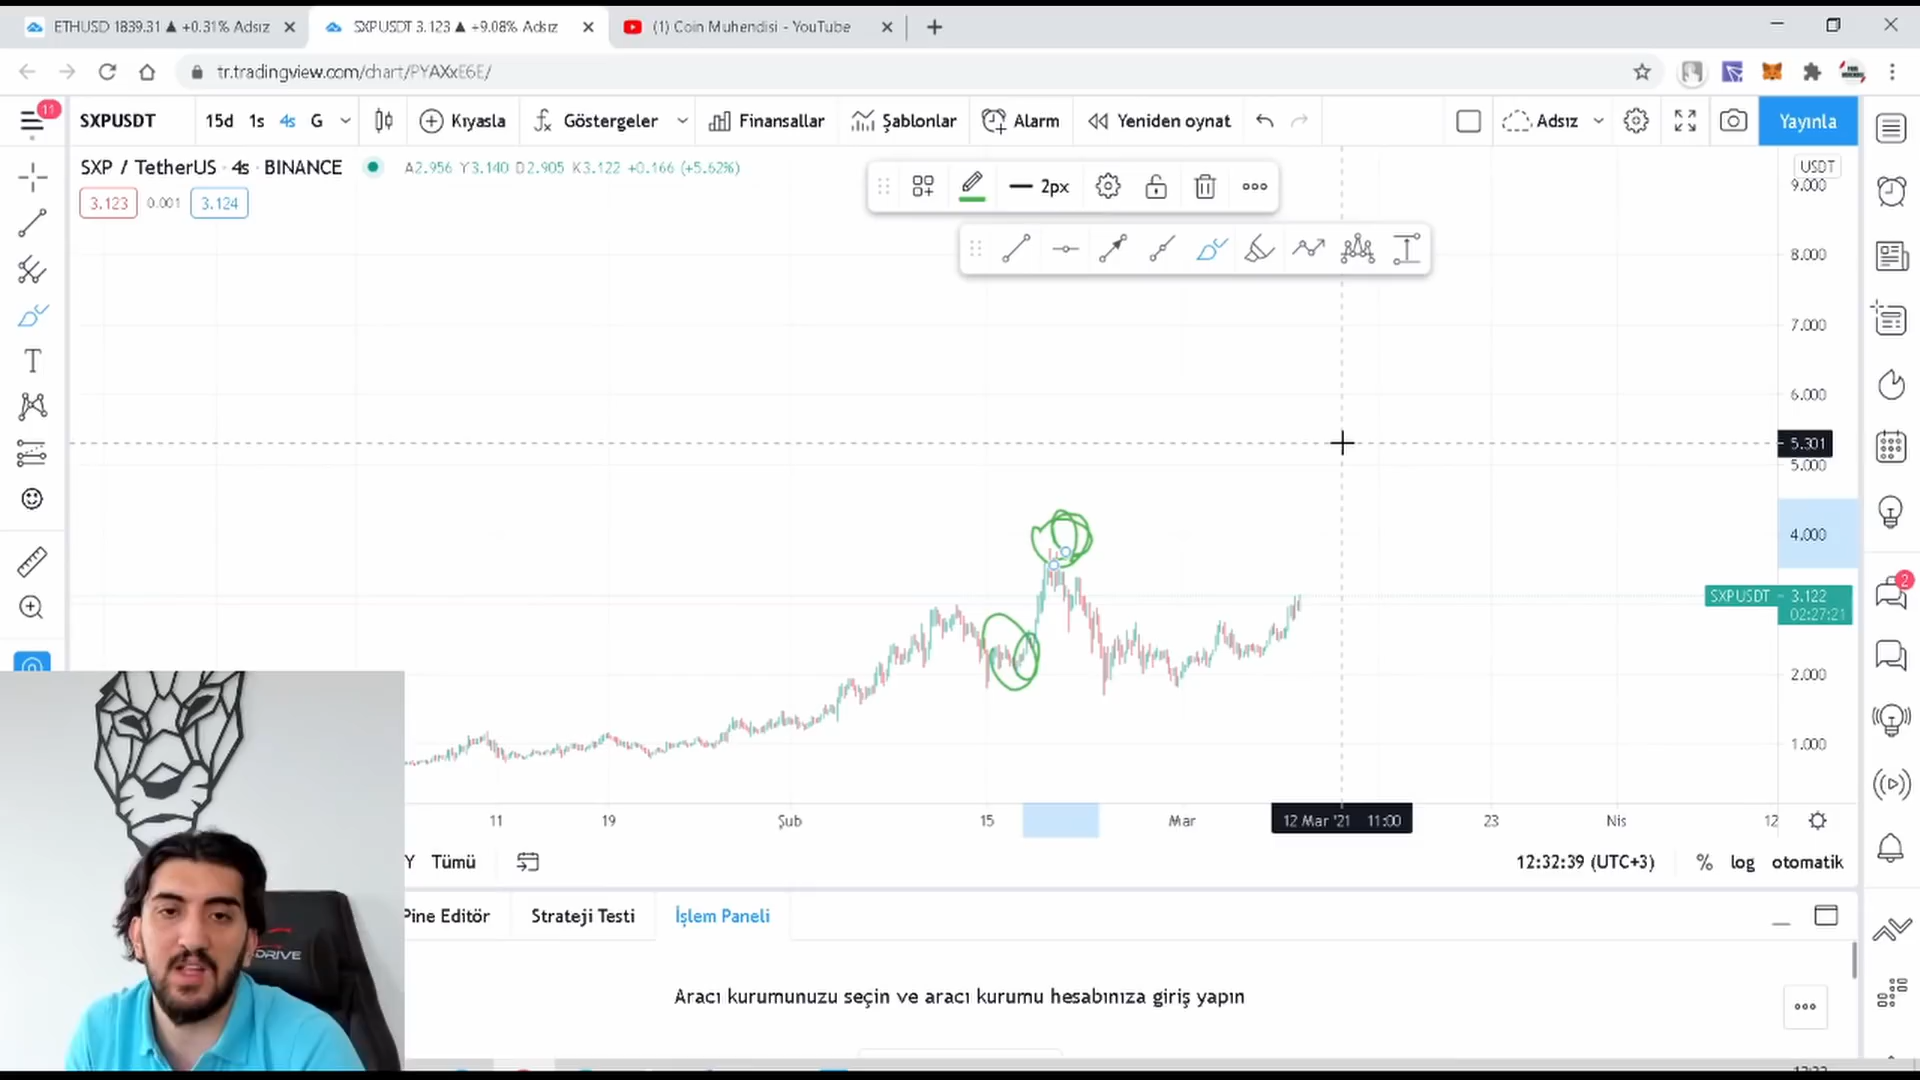 ETHUSD 1839.31 ▲ +0.31% Adsız
SXPUSDT 3.123 ▲ +9.08% Adsız
(1) Coin Muhendisi - YouTube
tr.tradingview.com/chart/PYAXxE6E/
11
SXPUSDT 15d 1s 4s G Kıyasla Göstergeler Finansallar Şablonlar Alarm Yeniden oynat Adsız Yayınla
SXP / TetherUS · 4s · BINANCE A2.956 Y3.140 D2.905 K3.122 +0.166 (+5.62%)
3.123 0.001 3.124
2px
USDT
9.000
8.000
7.000
6.000
5.301
5.000
4.000
SXPUSDT 3.122
02:27:21
2
2.000
1.000
11 19 Şub 15 Mar 12 Mar '21 11:00 23 Nis 12
Y Tümü 12:32:39 (UTC+3) % log otomatik
Pine Editör Strateji Testi İşlem Paneli
Aracı kurumunuzu seçin ve aracı kurumu hesabınıza giriş yapın
DRIVE